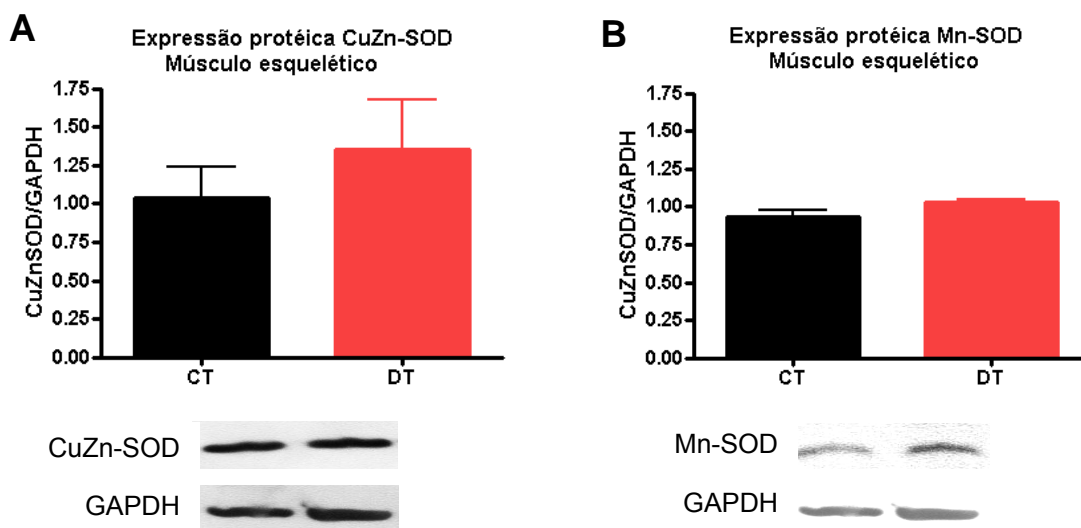 A
Expressão protéica CuZn-SOD
Músculo esquelético
CuZnSOD/GAPDH
1.75
1.50
1.25
1.00
0.75
0.50
0.25
0.00
CT
DT
CuZn-SOD
GAPDH
B
Expressão protéica Mn-SOD
Músculo esquelético
CuZnSOD/GAPDH
1.75
1.50
1.25
1.00
0.75
0.50
0.25
0.00
CT
DT
Mn-SOD
GAPDH